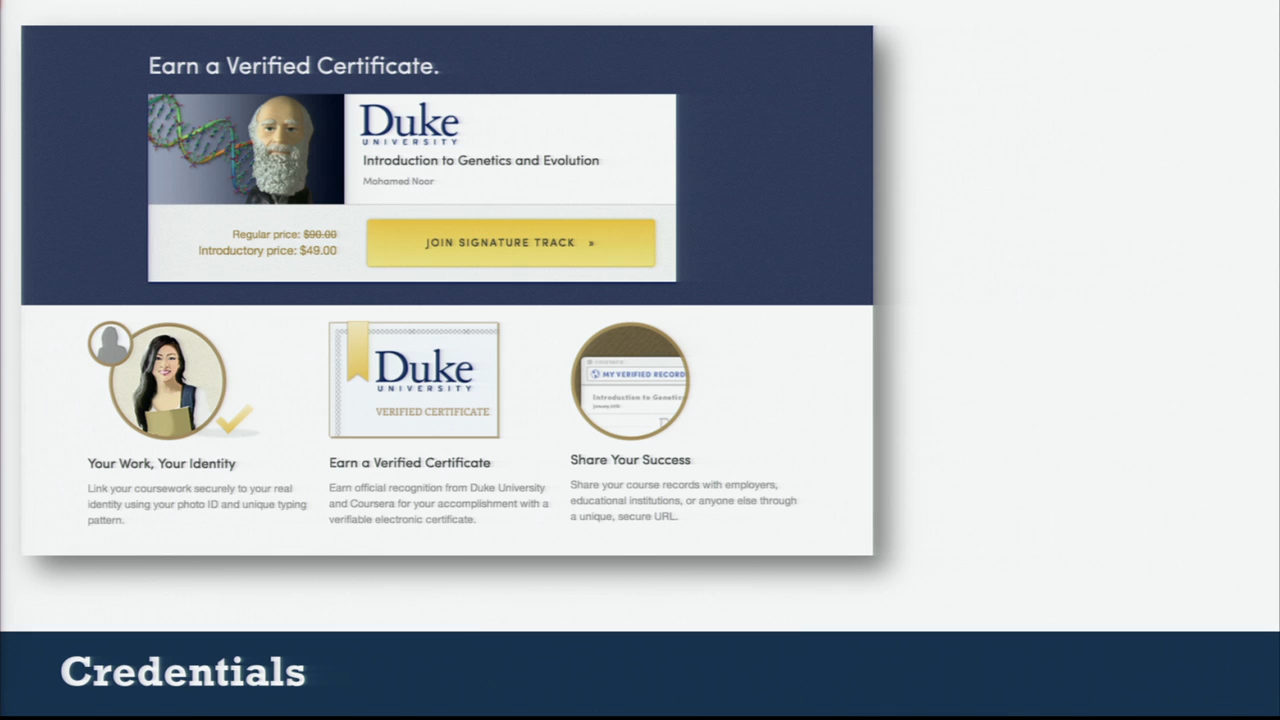 Earn a Verified Certificate.
Duke
UNIVERSITY
Introduction to Genetics and Evolution
Mohamed Noor
Regular price: $90.00
Introductory price: $49.00
JOIN SIGNATURE TRACK »
Duke
UNIVERSITY
VERIFIED CERTIFICATE
MY VERIFIED RECORD
Introduction to Genetic
Your Work, Your Identity
Link your coursework securely to your real
identity using your photo ID and unique typing
pattern.
Earn a Verified Certificate
Earn official recognition from Duke University
and Coursera for your accomplishment with a
verifiable electronic certificate.
Share Your Success
Share your course records with employers,
educational institutions, or anyone else through
a unique, secure URL.
Credentials